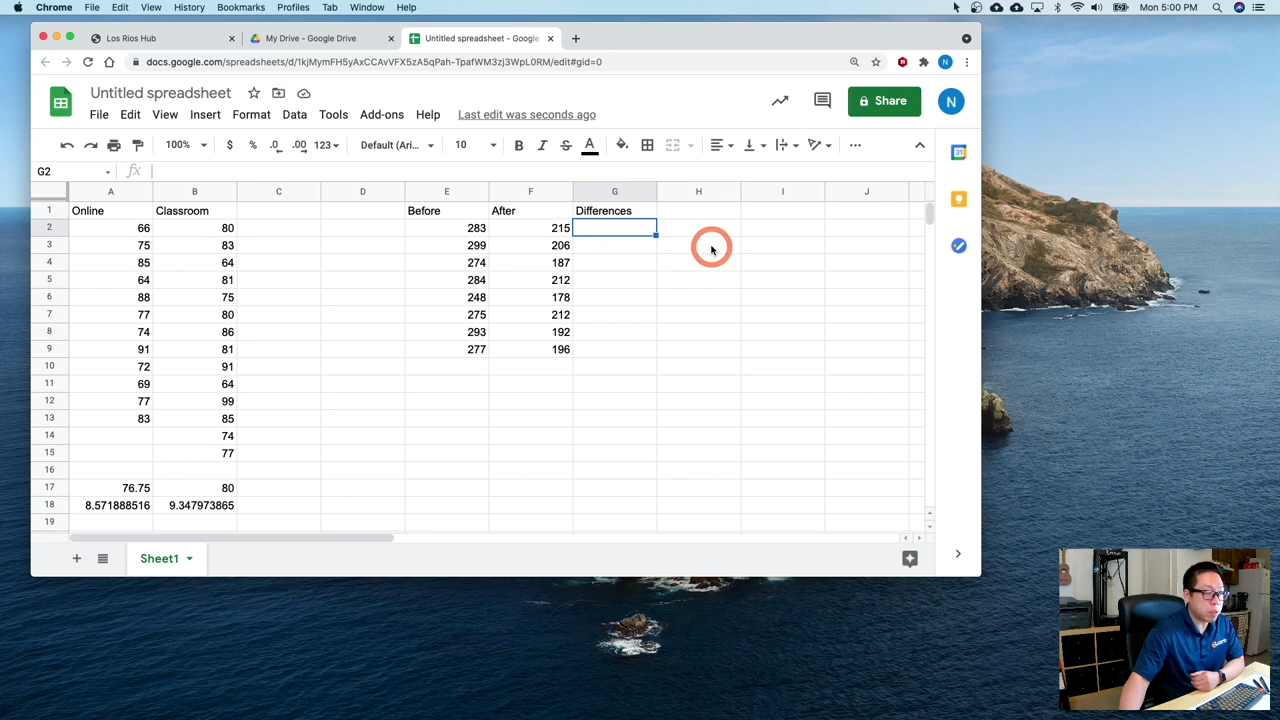 Chrome File Edit View History Bookmarks Profiles Tab Window Help Mon 5:00 PM
Los Rios Hub My Drive - Google Drive Untitled spreadsheet - Google
docs.google.com/spreadsheets/d/1kjMymFH5yAxCCAvVFX5zA5qPah-TpafWM3zj3WpL0RM/edit#gid=0 N
Untitled spreadsheet Share N
File Edit View Insert Format Data Tools Add-ons Help Last edit was seconds ago
100% $ % .0 .00 123 Default (Ari... 10 B I S A
G2 fx
A B C D E F G H I J
1 Online Classroom Before After Differences
2 66 80 283 215
3 75 83 299 206
4 85 64 274 187
5 64 81 284 212
6 88 75 248 178
7 77 80 275 212
8 74 86 293 192
9 91 81 277 196
10 72 91
11 69 64
12 77 99
13 83 85
14 74
15 77
16
17 76.75 80
18 8.571888516 9.347973865
19
Sheet1